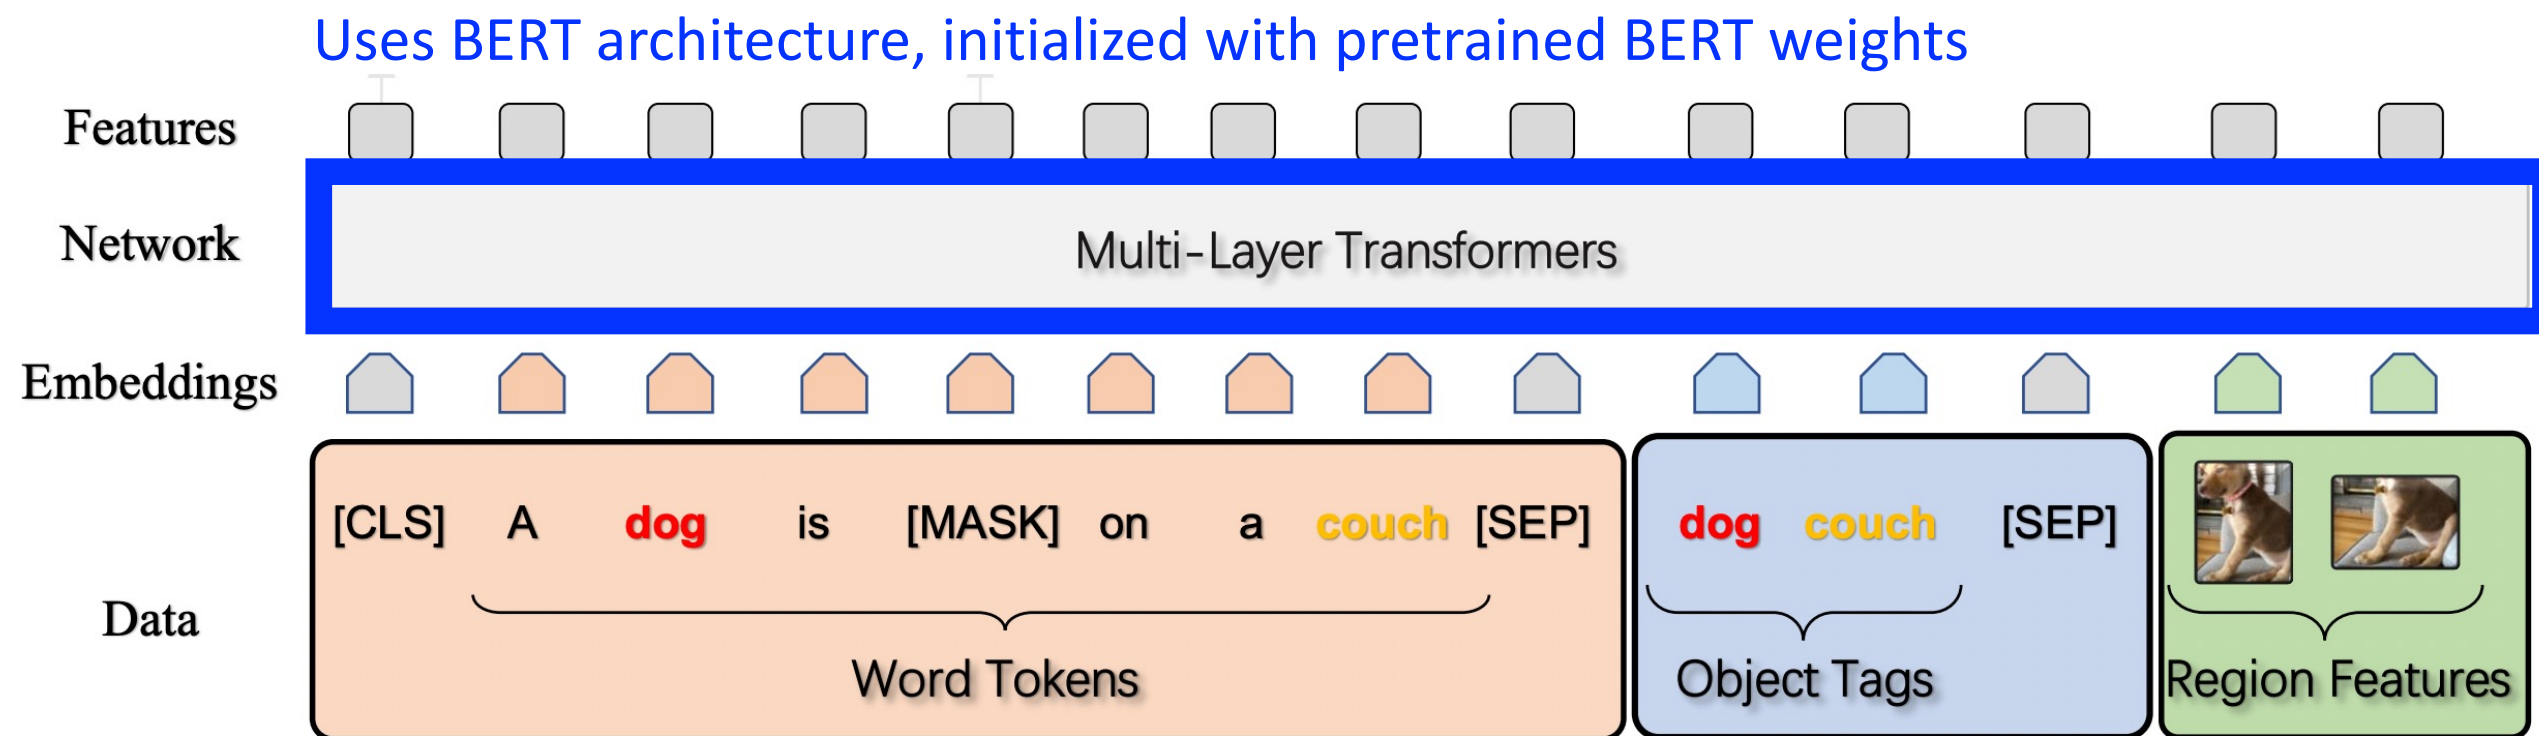 Uses BERT architecture, initialized with pretrained BERT weights
Features
Network
Multi-Layer Transformers
Embeddings
Data
[CLS] A dog is [MASK] on a couch [SEP] dog couch [SEP]
Word Tokens
Object Tags
Region Features